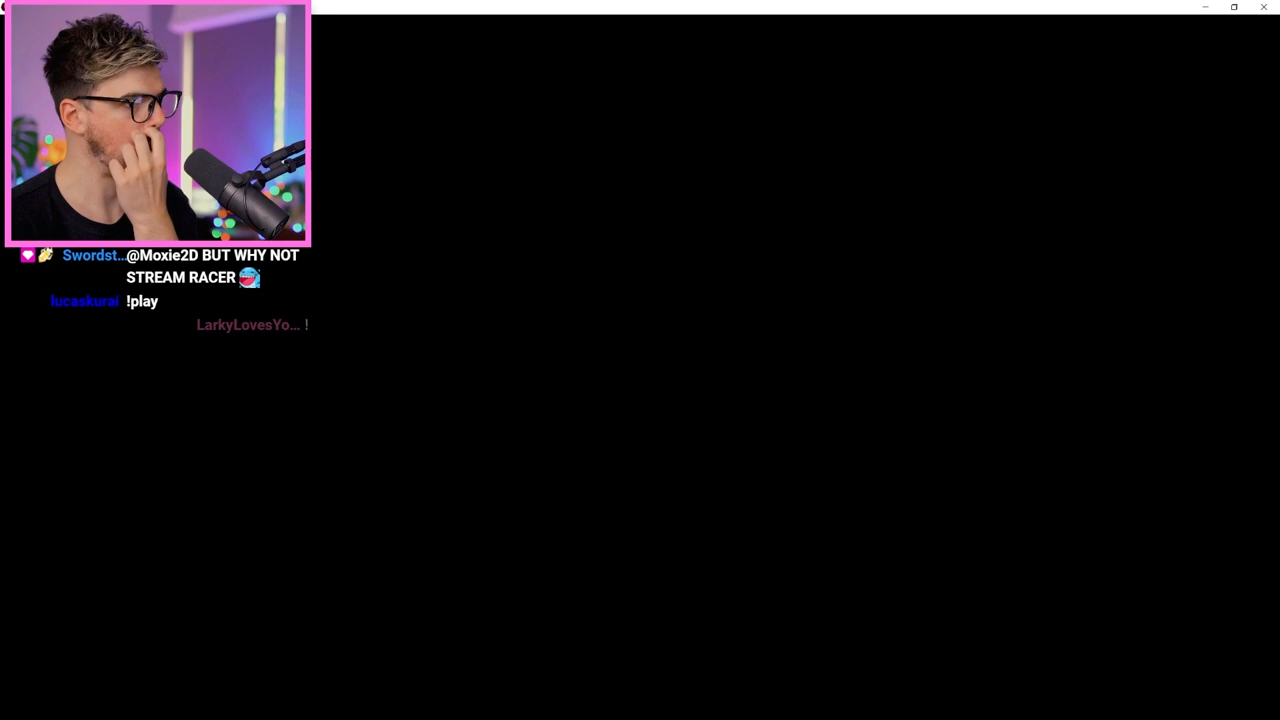 Swordst... @Moxie2D BUT WHY NOT
STREAM RACER
lucaskurai !play
LarkyLovesYo... !